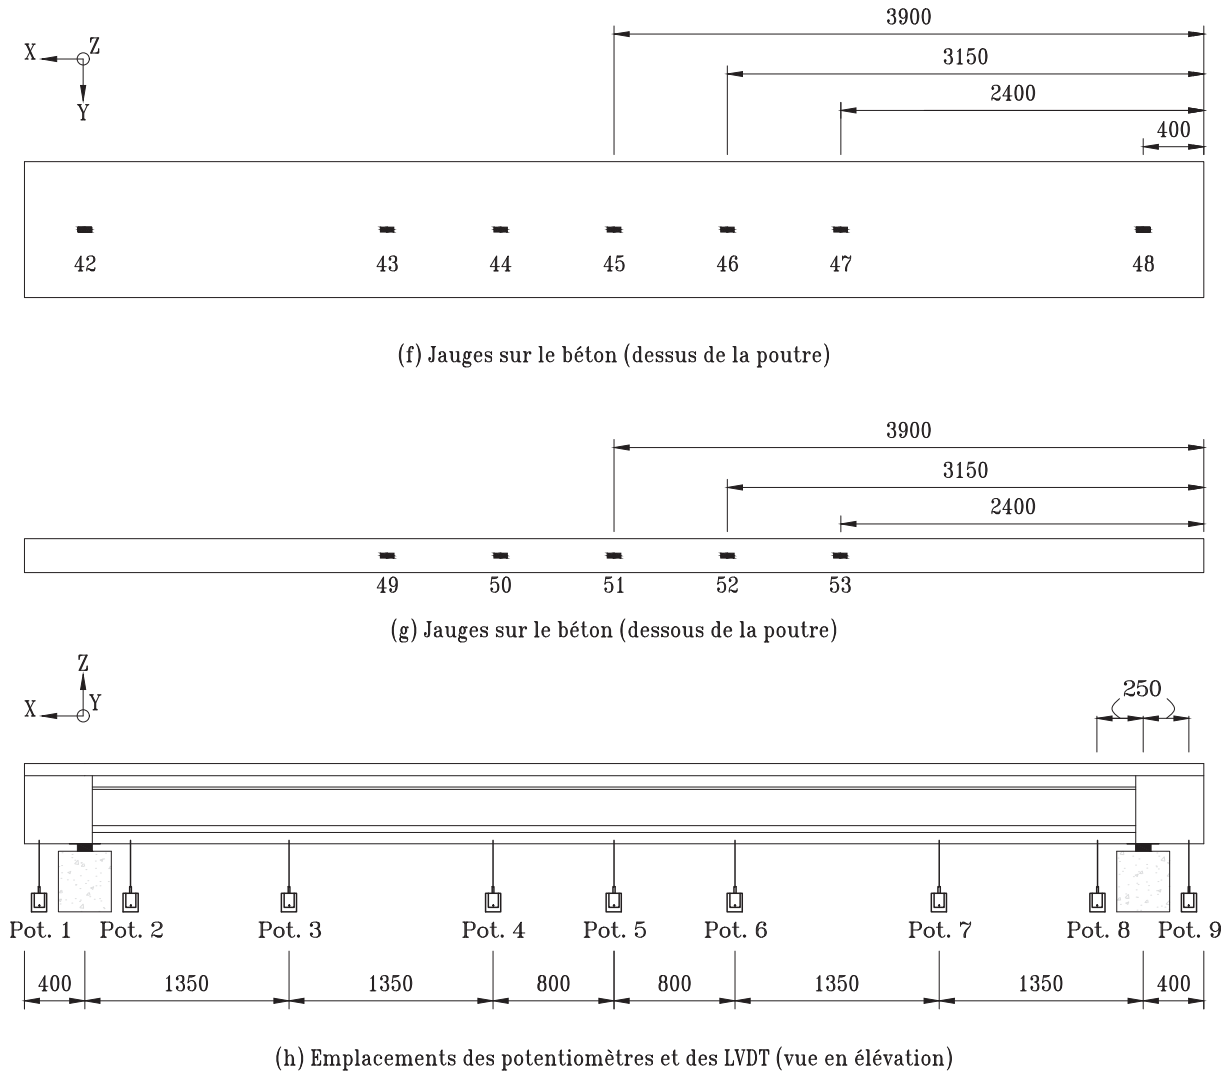 3900
3150
2400
400
X
Z
Y
42 43 44 45 46 47 48
(f) Jauges sur le béton (dessus de la poutre)
3900
3150
2400
49 50 51 52 53
(g) Jauges sur le béton (dessous de la poutre)
Z
Y
X
250
Pot. 1 Pot. 2 Pot. 3 Pot. 4 Pot. 5 Pot. 6 Pot. 7 Pot. 8 Pot. 9
400 1350 1350 800 800 1350 1350 400
(h) Emplacements des potentiomètres et des LVDT (vue en élévation)